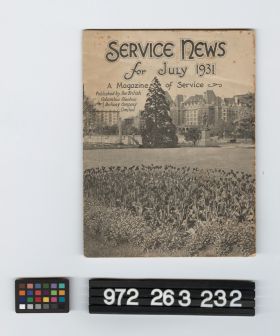 SERVICE NEWS
for JULY 1931
A Magazine of Service
Published by the British
Columbia Electric
Railway Company
Limited
972 263 232